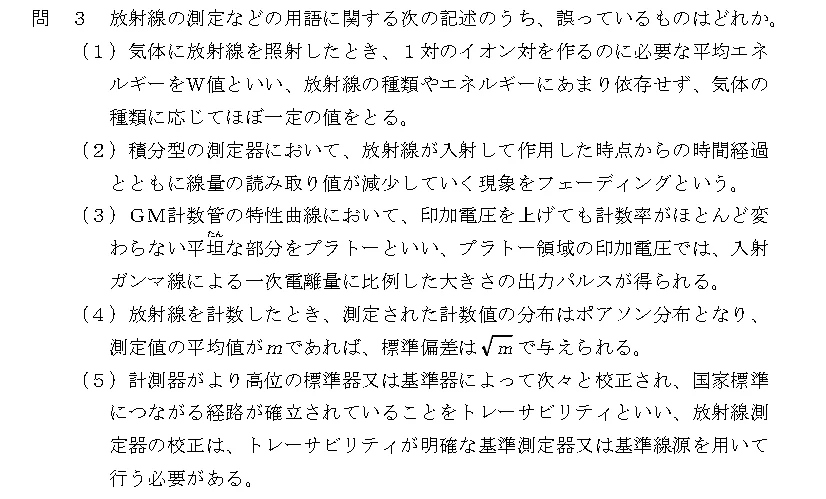 問　３　放射線の測定などの用語に関する次の記述のうち、誤っているものはどれか。
（１）気体に放射線を照射したとき、１対のイオン対を作るのに必要な平均エネ
ルギーをＷ値といい、放射線の種類やエネルギーにあまり依存せず、気体の
種類に応じてほぼ一定の値をとる。
（２）積分型の測定器において、放射線が入射して作用した時点からの時間経過
とともに線量の読み取り値が減少していく現象をフェーディングという。
（３）ＧＭ計数管の特性曲線において、印加電圧を上げても計数率がほとんど変
たん
わらない平坦な部分をプラトーといい、プラトー領域の印加電圧では、入射
ガンマ線による一次電離量に比例した大きさの出力パルスが得られる。
（４）放射線を計数したとき、測定された計数値の分布はポアソン分布となり、
測定値の平均値がmであれば、標準偏差は√mで与えられる。
（５）計測器がより高位の標準器又は基準器によって次々と校正され、国家標準
につながる経路が確立されていることをトレーサビリティといい、放射線測
定器の校正は、トレーサビリティが明確な基準測定器又は基準線源を用いて
行う必要がある。